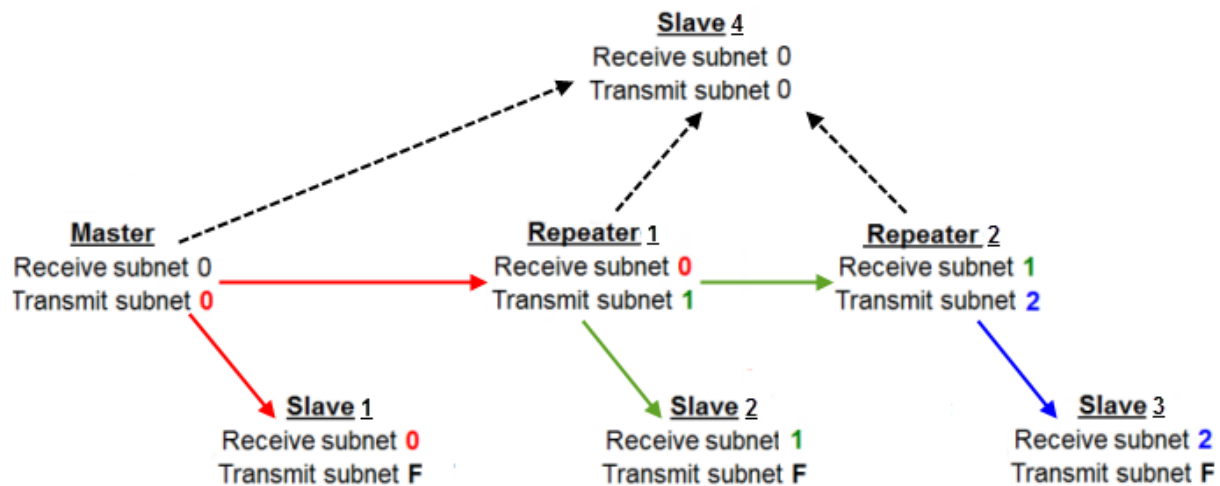 Slave 4
Receive subnet 0
Transmit subnet 0
Master
Receive subnet 0
Transmit subnet 0
Repeater 1
Receive subnet 0
Transmit subnet 1
Repeater 2
Receive subnet 1
Transmit subnet 2
Slave 1
Receive subnet 0
Transmit subnet F
Slave 2
Receive subnet 1
Transmit subnet F
Slave 3
Receive subnet 2
Transmit subnet F